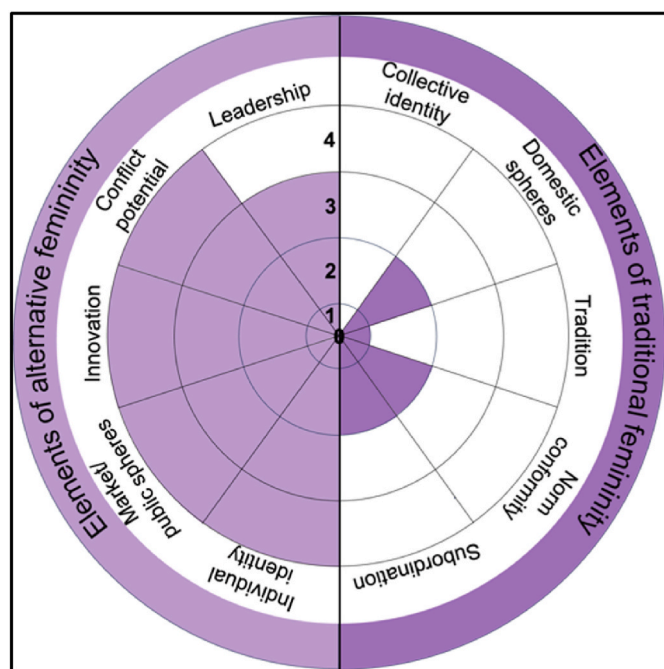 Elements of alternative femininity
Elements of traditional femininity
Leadership
Collective
identity
Domestic
spheres
Tradition
Norm
conformity
Subordination
Individual
identity
Market/
public spheres
Innovation
Conflict
potential
4
3
2
1
0